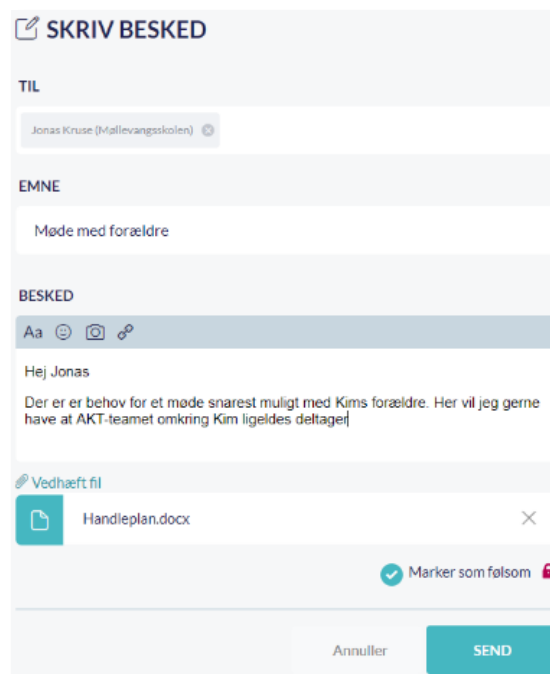 SKRIV BESKED
TIL
Jonas Kruse (Møllevangsskolen)
EMNE
Møde med forældre
BESKED
Aa
Hej Jonas
Der er er behov for et møde snarest muligt med Kims forældre. Her vil jeg gerne
have at AKT-teamet omkring Kim ligeldes deltager
Vedhæft fil
Handleplan.docx
Marker som følsom
Annuller
SEND